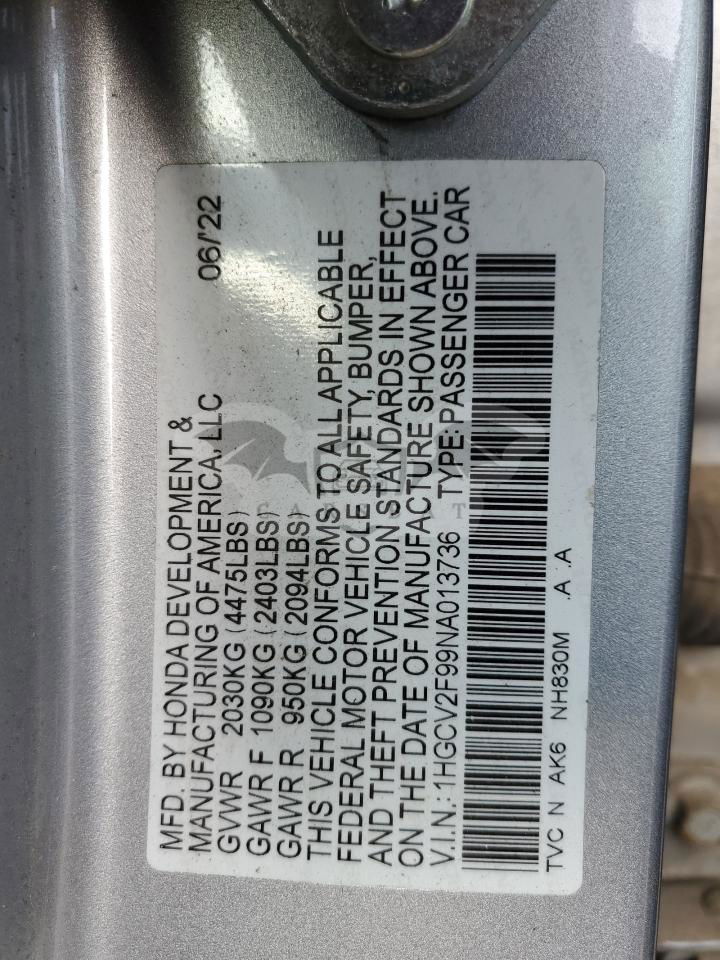 MFD. BY HONDA DEVELOPMENT &
MANUFACTURING OF AMERICA, LLC 06/'22
GVWR 2030KG (4475LBS)
GAWR F 1090KG (2403LBS)
GAWR R 950KG (2094LBS)
THIS VEHICLE CONFORMS TO ALL APPLICABLE
FEDERAL MOTOR VEHICLE SAFETY, BUMPER,
AND THEFT PREVENTION STANDARDS IN EFFECT
ON THE DATE OF MANUFACTURE SHOWN ABOVE.
V.I.N.: 1HGCV2F99NA013736 TYPE: PASSENGER CAR
TVC N AK6 NH830M .A .A